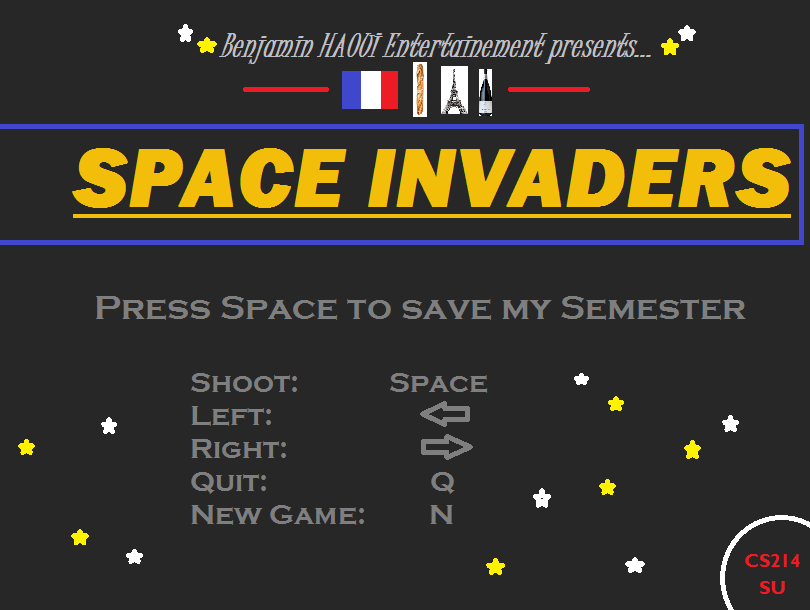 Benjamin HAOUÏ Entertainement presents...
SPACE INVADERS
Press Space to save my Semester
Shoot: Space
Left:
Right:
Quit: Q
New Game: N
CS214
SU